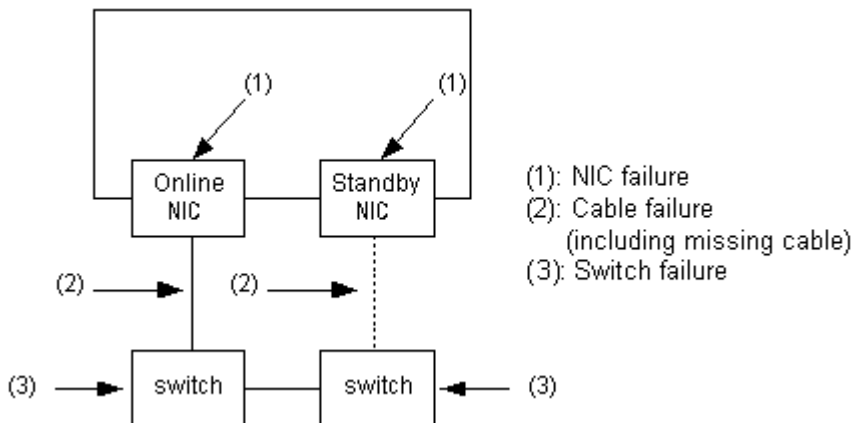 (1)
(1)
Online
NIC
Standby
NIC
(1): NIC failure
(2): Cable failure
(including missing cable)
(3): Switch failure
(2)
(2)
(3)
switch
switch
(3)